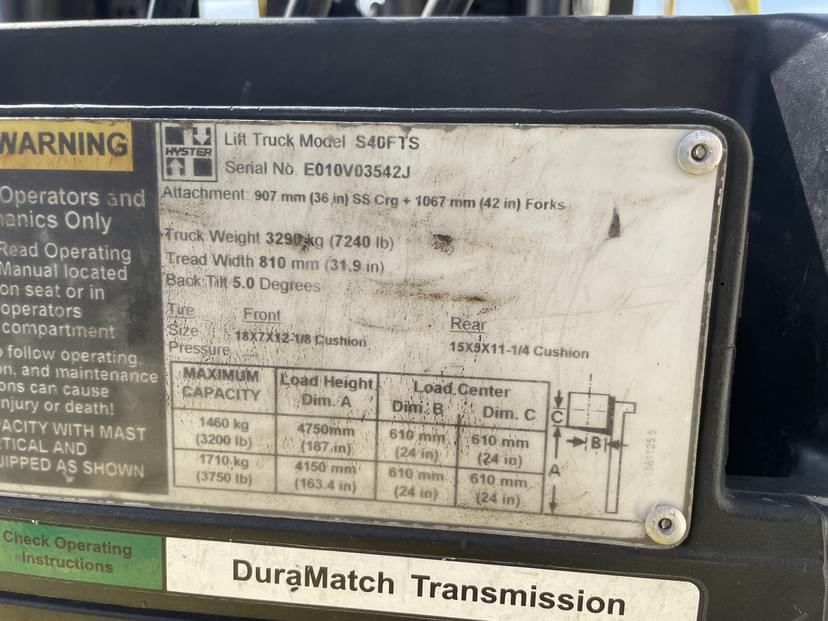 WARNING
Operators and
anics Only
Read Operating
Manual located
on seat or in
operators
compartment
o follow operating,
on, and maintenance
ons can cause
njury or death!
PACITY WITH MAST
RTICAL AND
UIPPED AS SHOWN
HYSTER
Lift Truck Model S40FTS
Serial No. E010V03542J
Attachment: 907 mm (36 in) SS Crg + 1067 mm (42 in) Forks
Truck Weight 3290 kg (7240 lb)
Tread Width 810 mm (31.9 in)
Back Tilt 5.0 Degrees
Tire Size Front Rear
18X7X12-1/8 Cushion 15X5X11-1/4 Cushion
Pressure
MAXIMUM CAPACITY Load Height Dim. A Load Center Dim. B Dim. C
1460 kg (3200 lb) 4750mm (187 in) 610 mm (24 in) 610 mm (24 in)
1710 kg (3750 lb) 4150 mm (163.4 in) 610 mm (24 in) 610 mm (24 in)
C
B
A
Check Operating
Instructions
DuraMatch Transmission